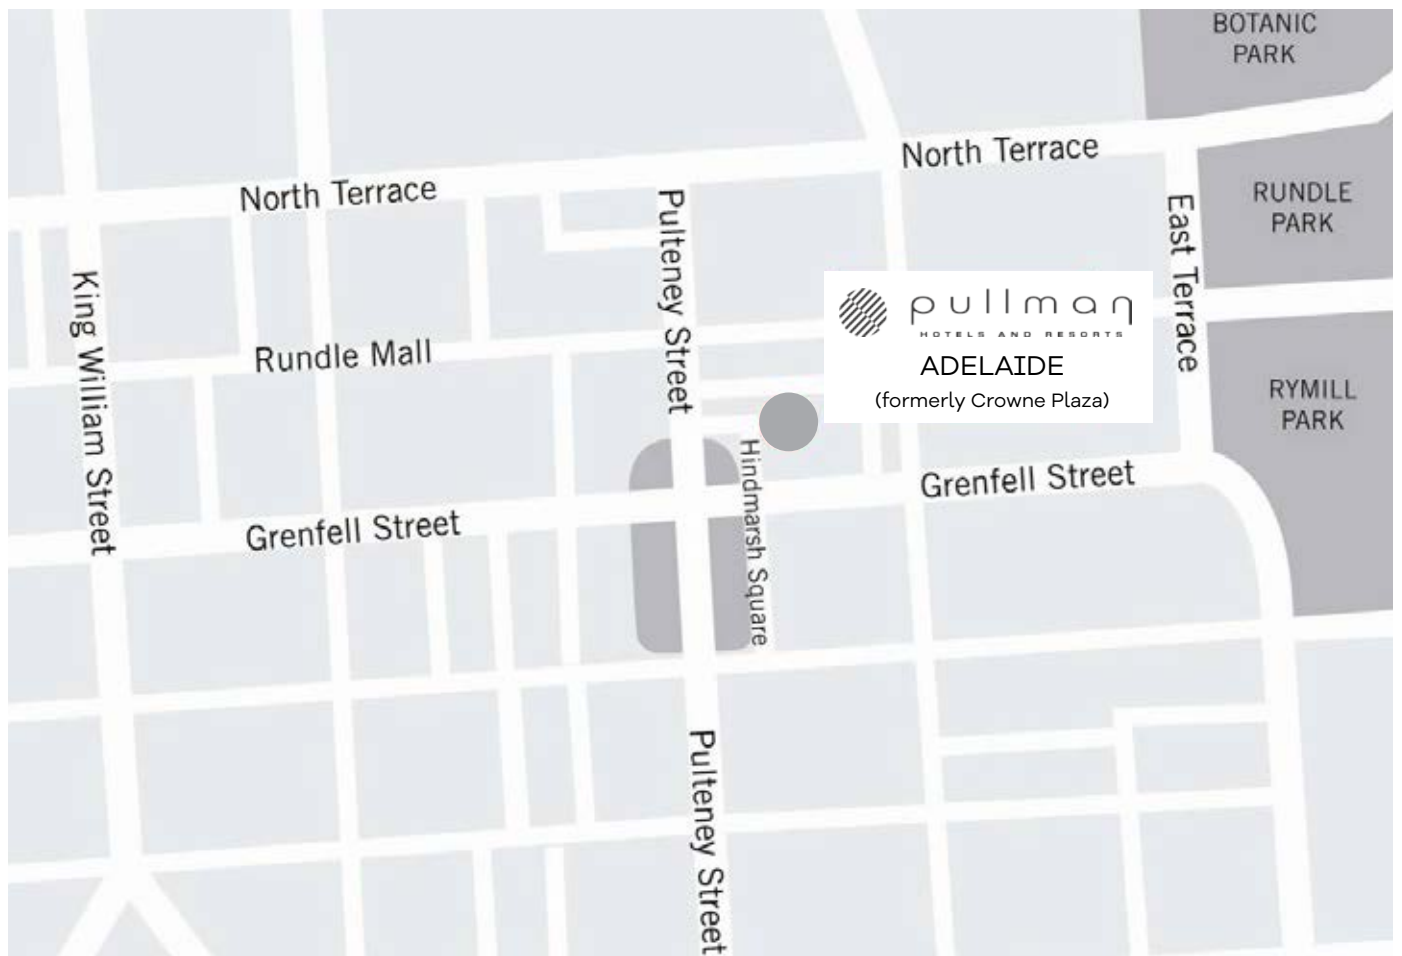 BOTANIC
PARK
North Terrace
North Terrace
RUNDLE
PARK
Pulteney Street
East Terrace
King William Street
pullman
HOTELS AND RESORTS
ADELAIDE
(formerly Crowne Plaza)
Rundle Mall
RYMILL
PARK
Hindmarsh Square
Grenfell Street
Grenfell Street
Pulteney Street